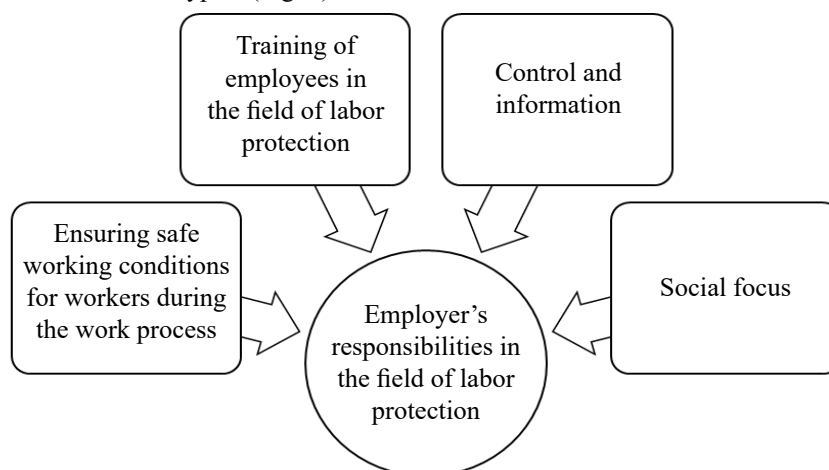 Training of
employees in
the field of labor
protection
Control and
information
Ensuring safe
working conditions
for workers during
the work process
Social focus
Employer’s
responsibilities in
the field of labor
protection